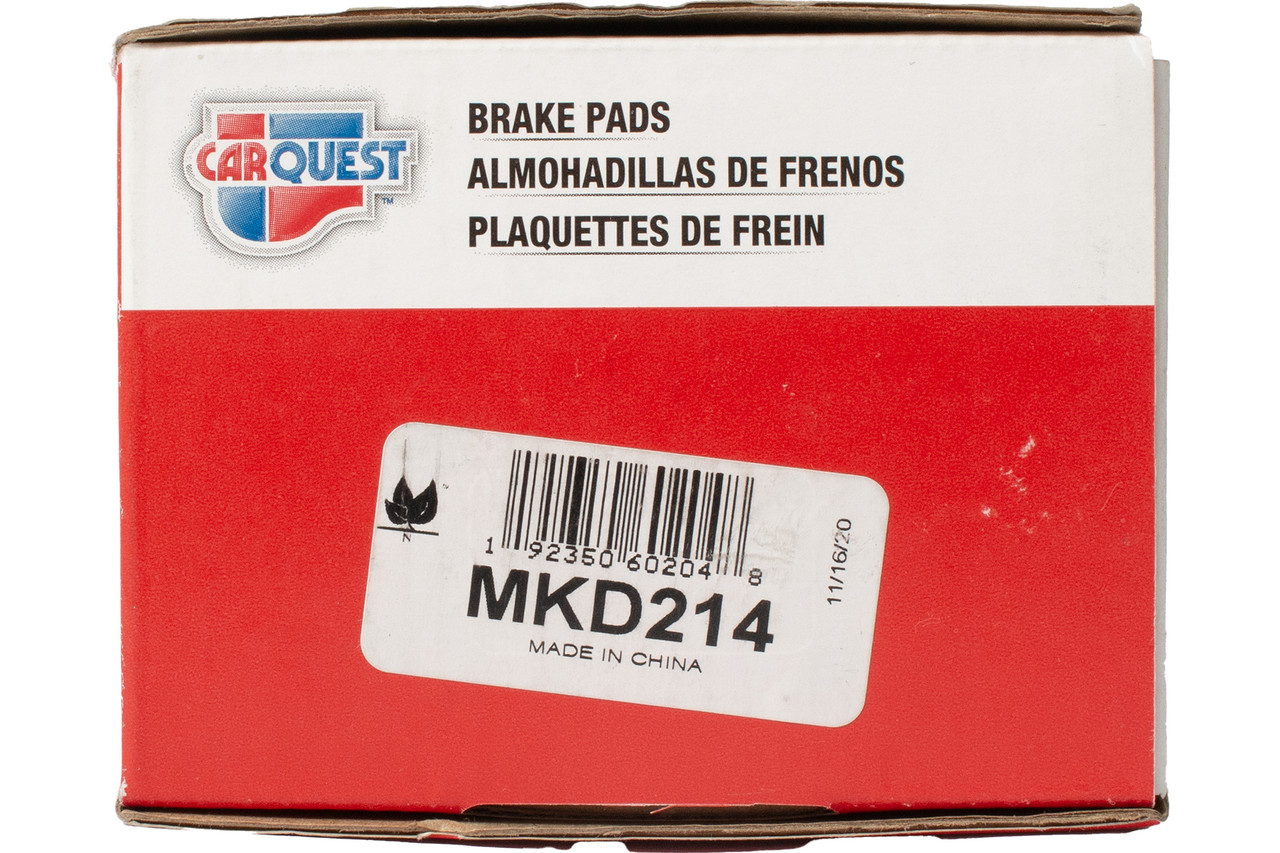 CARQUEST
™
BRAKE PADS
ALMOHADILLAS DE FRENOS
PLAQUETTES DE FREIN
N
1 92350 60204 8
11/16/20
MKD214
MADE IN CHINA